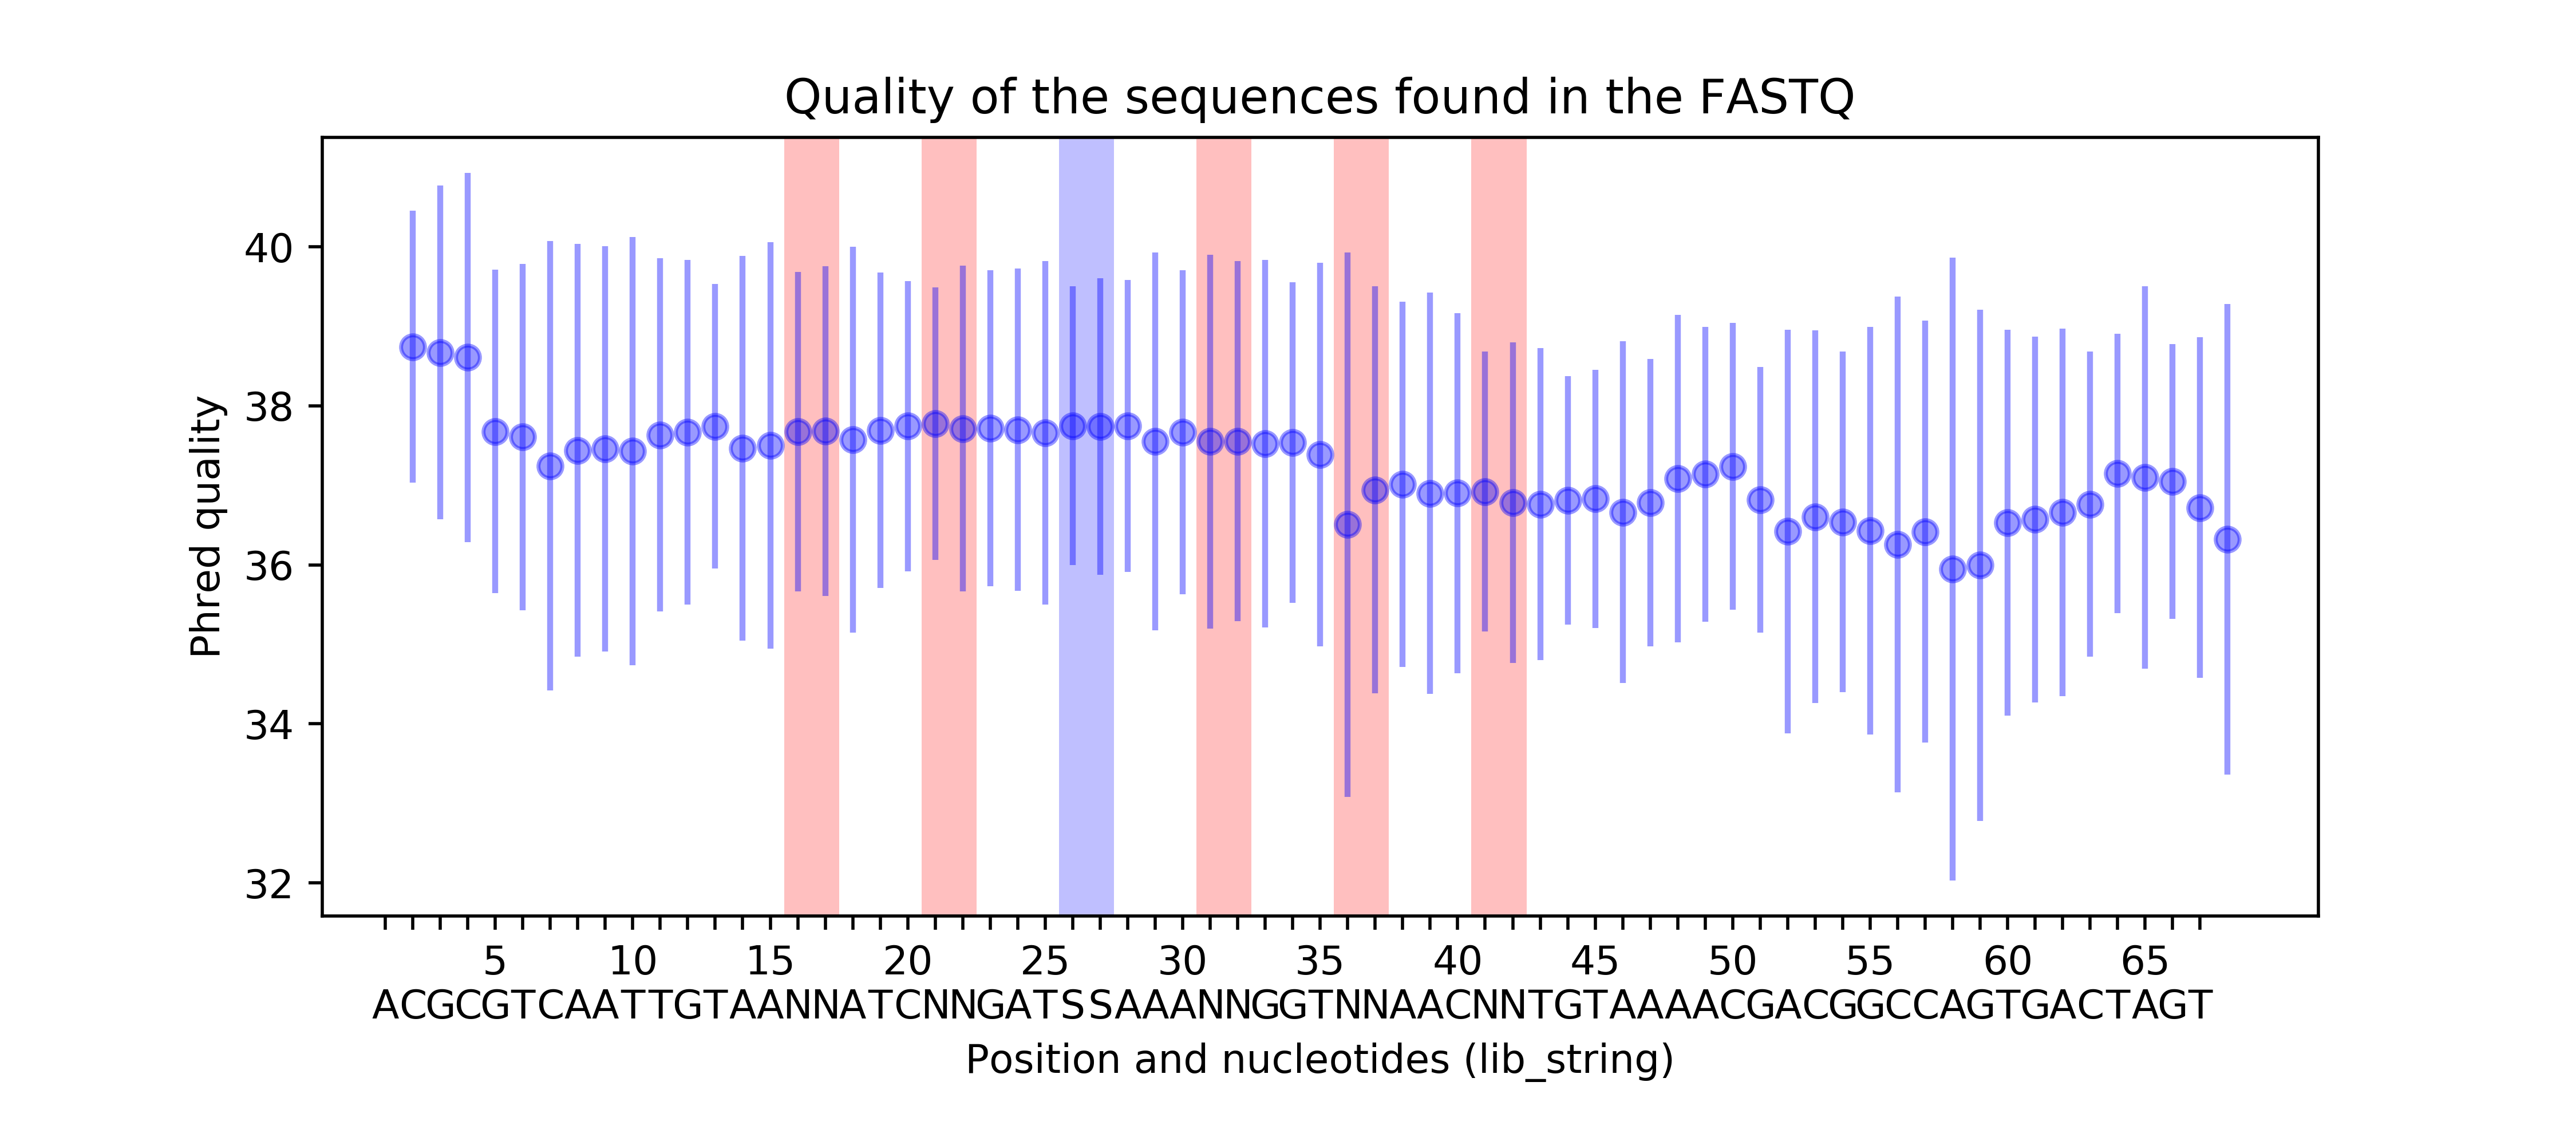 Quality of the sequences found in the FASTQ
Phred quality
40
38
36
34
32
5 10 15 20 25 30 35 40 45 50 55 60 65
ACGCGTCAATTGTAANNATCNNGATSSAAANNGGTNNAACNNTGTAAAACGACGGCCAGTGACTAGT
Position and nucleotides (lib_string)